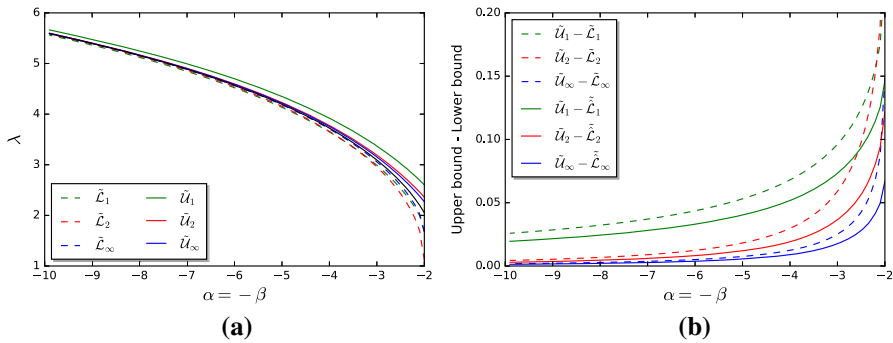 6
5
4
3
2
1
λ
L̃₁ Ũ₁
L̃₂ Ũ₂
L̃∞ Ũ∞
−10 −9 −8 −7 −6 −5 −4 −3 −2
α = − β
(a)
0.20
0.15
0.10
0.05
0.00
Upper bound - Lower bound
Ũ₁ − L̃₁
Ũ₂ − L̃₂
Ũ∞ − L̃∞
Ũ₁ − L̃̂₁
Ũ₂ − L̃̂₂
Ũ∞ − L̃̂∞
−10 −9 −8 −7 −6 −5 −4 −3 −2
α = − β
(b)